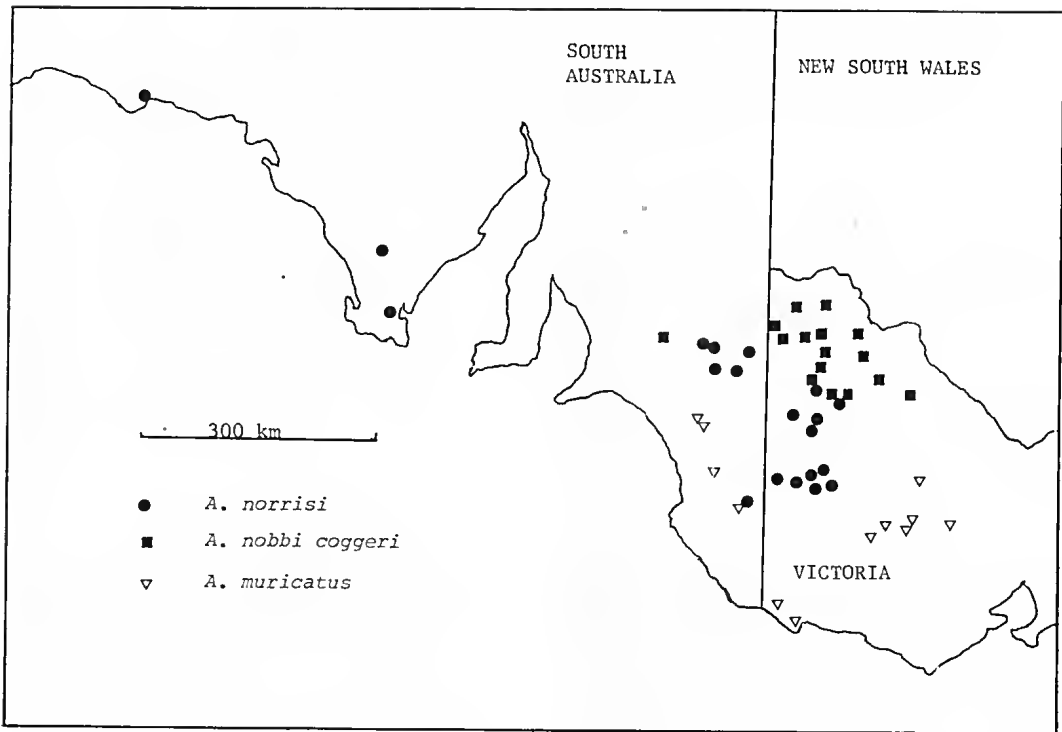 SOUTH
AUSTRALIA
NEW SOUTH WALES
300 km
A. norrisi
A. nobbi coggeri
A. muricatus
VICTORIA